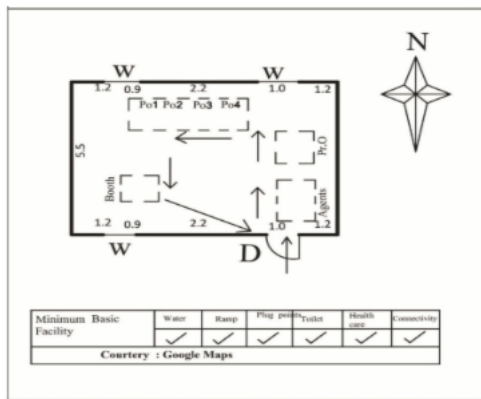 N
W W
1.2 0.9 2.2 1.0 1.2
Po1 Po2 Po3 Po4
5.5
Pr.O
Booth
Agents
1.2 0.9 2.2 1.0 1.2
W D
Minimum Basic Facility
Water Ramp Plug points Toilet Health care Connectivity
Courtery : Google Maps